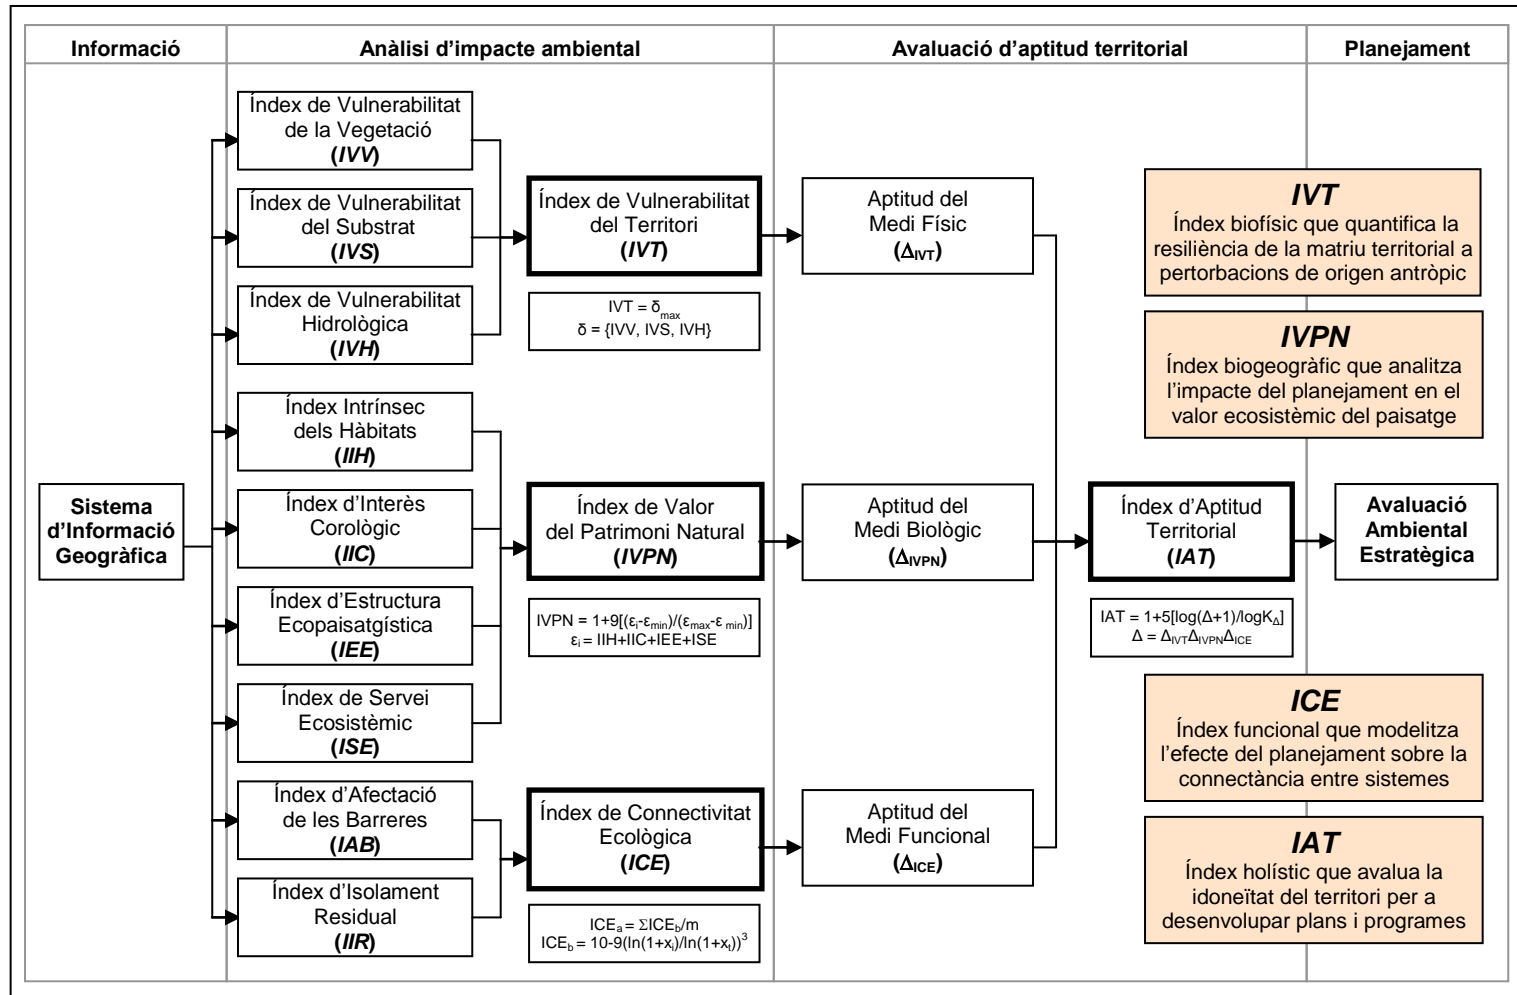 Informació
Anàlisi d’impacte ambiental
Avaluació d’aptitud territorial
Planejament
Sistema
d’Informació
Geogràfica
Índex de Vulnerabilitat
de la Vegetació
(IVV)
Índex de Vulnerabilitat
del Substrat
(IVS)
Índex de Vulnerabilitat
Hidrològica
(IVH)
Índex Intrínsec
dels Hàbitats
(IIH)
Índex d’Interès
Corològic
(IIC)
Índex d’Estructura
Ecopaisatgística
(IEE)
Índex de Servei
Ecosistèmic
(ISE)
Índex d’Afectació
de les Barreres
(IAB)
Índex d’Isolament
Residual
(IIR)
Índex de Vulnerabilitat
del Territori
(IVT)
IVT = δmax
δ = {IVV, IVS, IVH}
Índex de Valor
del Patrimoni Natural
(IVPN)
IVPN = 1+9[(εi-εmin)/(εmax-ε min)]
εi = IIH+IIC+IEE+ISE
Índex de Connectivitat
Ecològica
(ICE)
ICEa = ΣICEb/m
ICEb = 10-9(ln(1+xi)/ln(1+xt))³
Aptitud del
Medi Físic
(ΔIVT)
Aptitud del
Medi Biològic
(ΔIVPN)
Aptitud del
Medi Funcional
(ΔICE)
Índex d’Aptitud
Territorial
(IAT)
IAT = 1+5[log(Δ+1)/logKΔ]
Δ = ΔIVTΔIVPNΔICE
IVT
Índex biofísic que quantifica la
resiliència de la matriu territorial a
pertorbacions de origen antròpic
IVPN
Índex biogeogràfic que analitza
l’impacte del planejament en el
valor ecosistèmic del paisatge
Avaluació
Ambiental
Estratègica
ICE
Índex funcional que modelitza
l’efecte del planejament sobre la
connectància entre sistemes
IAT
Índex holístic que avalua la
idoneïtat del territori per a
desenvolupar plans i programes